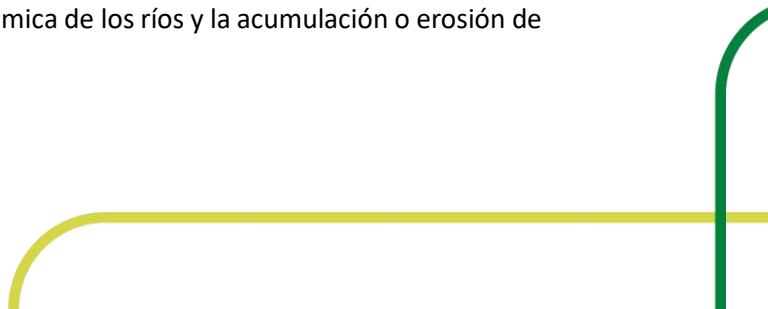 mica de los ríos y la acumulación o erosión de